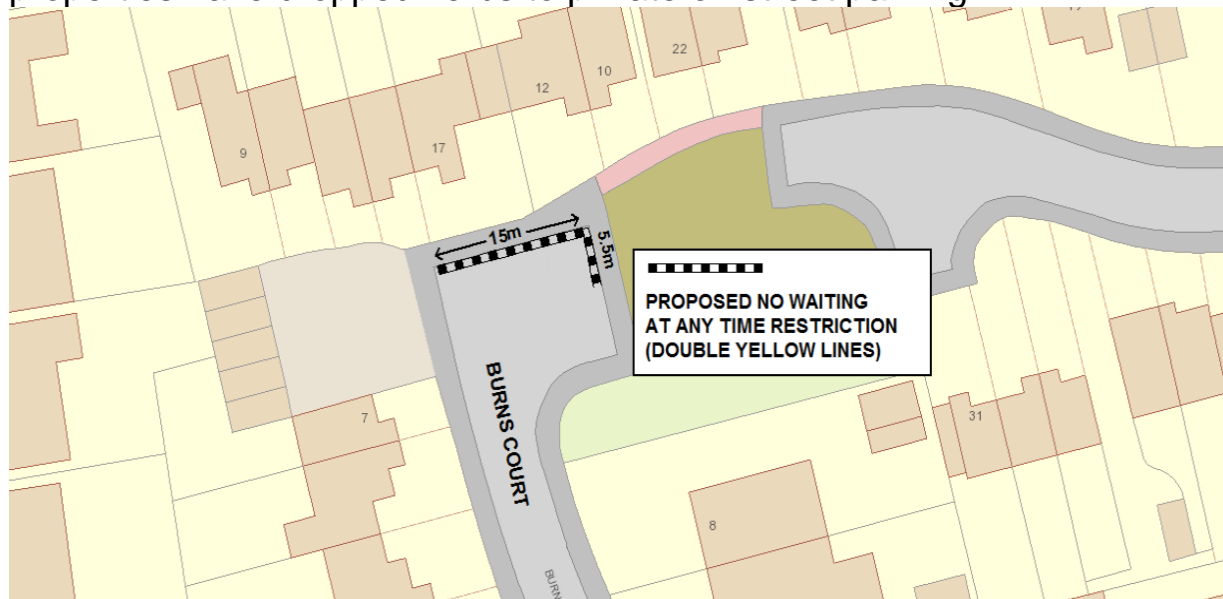 22
10
12
17
9
15m
5.5m
PROPOSED NO WAITING
AT ANY TIME RESTRICTION
(DOUBLE YELLOW LINES)
BURNS COURT
7
31
8
BURN